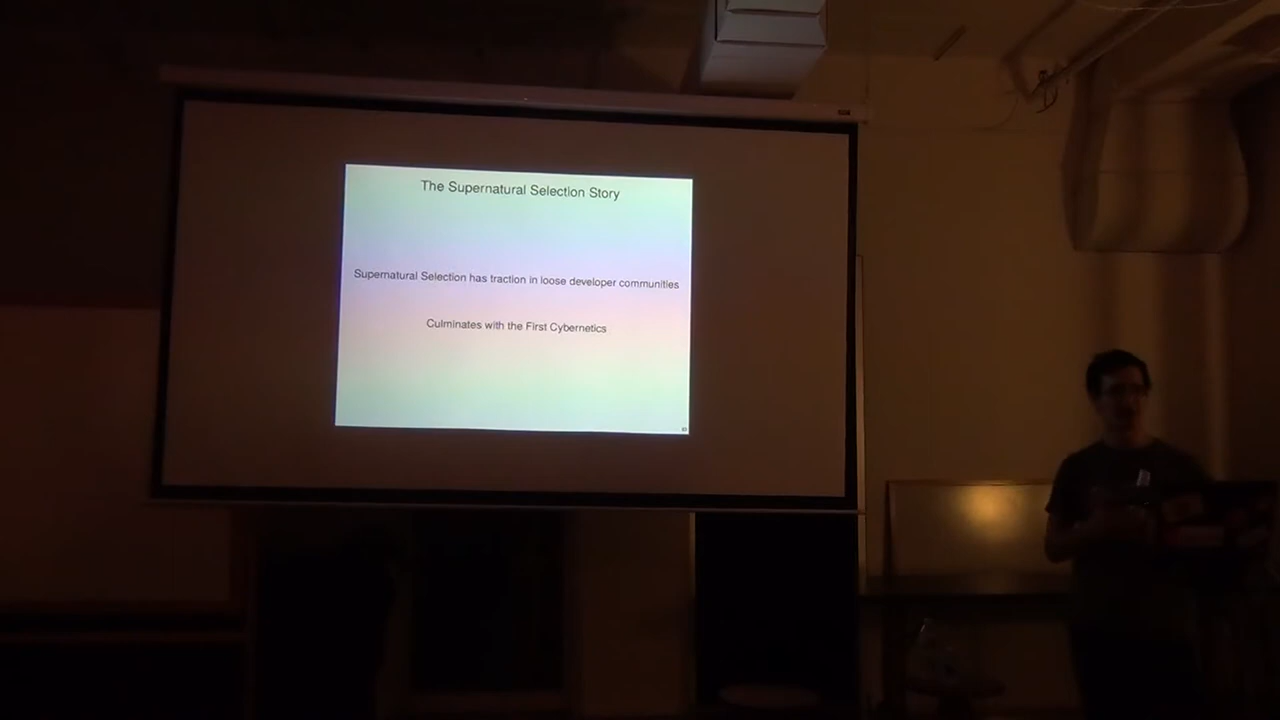 The Supernatural Selection Story
Supernatural Selection has traction in loose developer communities
Culminates with the First Cybernetics